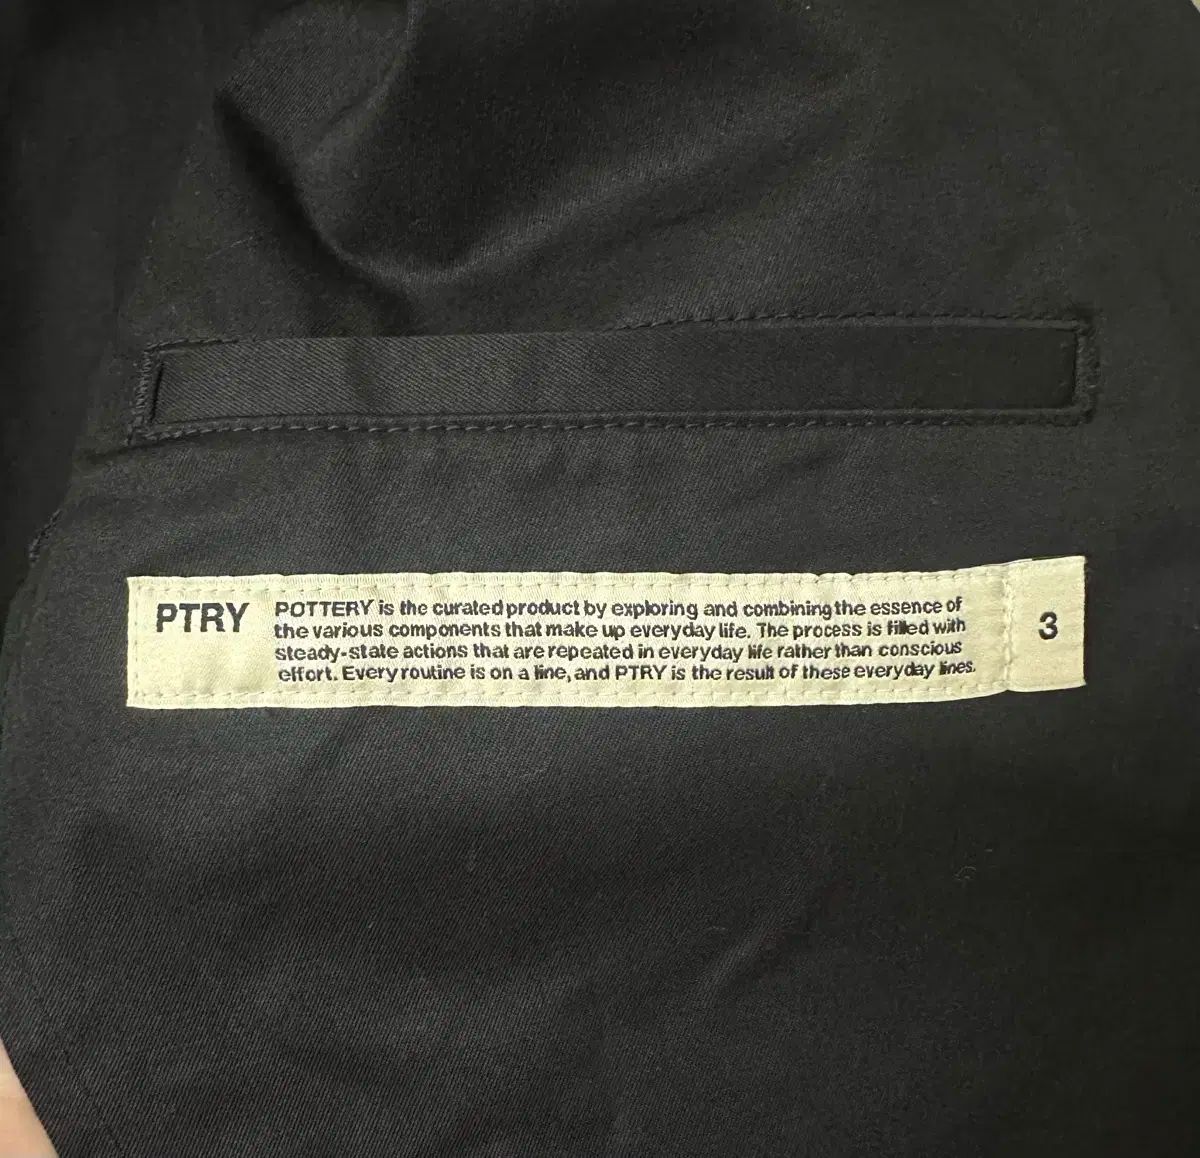 PTRY
POTTERY is the curated product by exploring and combining the essence of
the various components that make up everyday life. The process is filled with
steady-state actions that are repeated in everyday life rather than conscious
effort. Every routine is on a line, and PTRY is the result of these everyday lines.
3